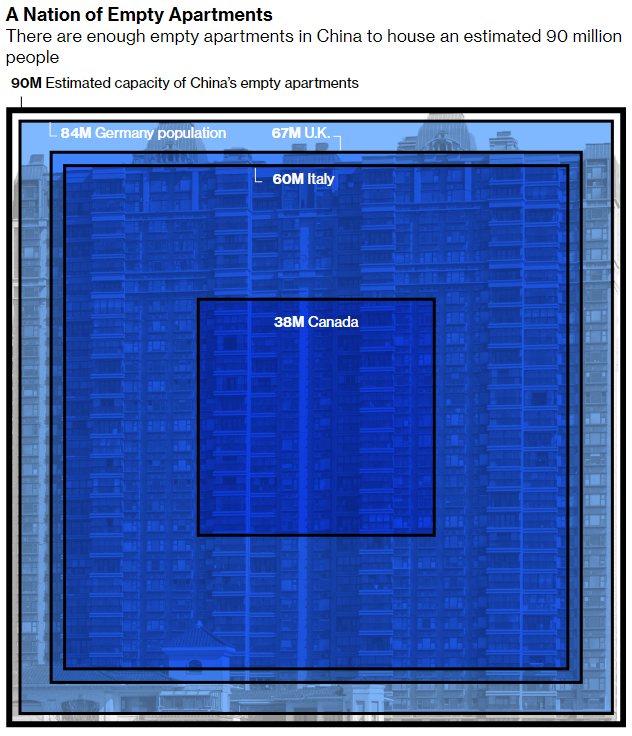 A Nation of Empty Apartments
There are enough empty apartments in China to house an estimated 90 million
people
90M Estimated capacity of China's empty apartments
84M Germany population
67M U.K.
60M Italy
38M Canada